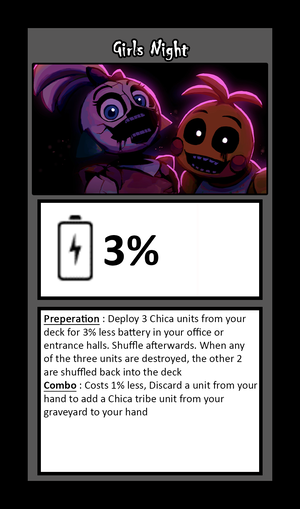 Girls Night
3%
Preperation : Deploy 3 Chica units from your
deck for 3% less battery in your office or
entrance halls. Shuffle afterwards. When any
of the three units are destroyed, the other 2
are shuffled back into the deck
Combo : Costs 1% less, Discard a unit from your
hand to add a Chica tribe unit from your
graveyard to your hand